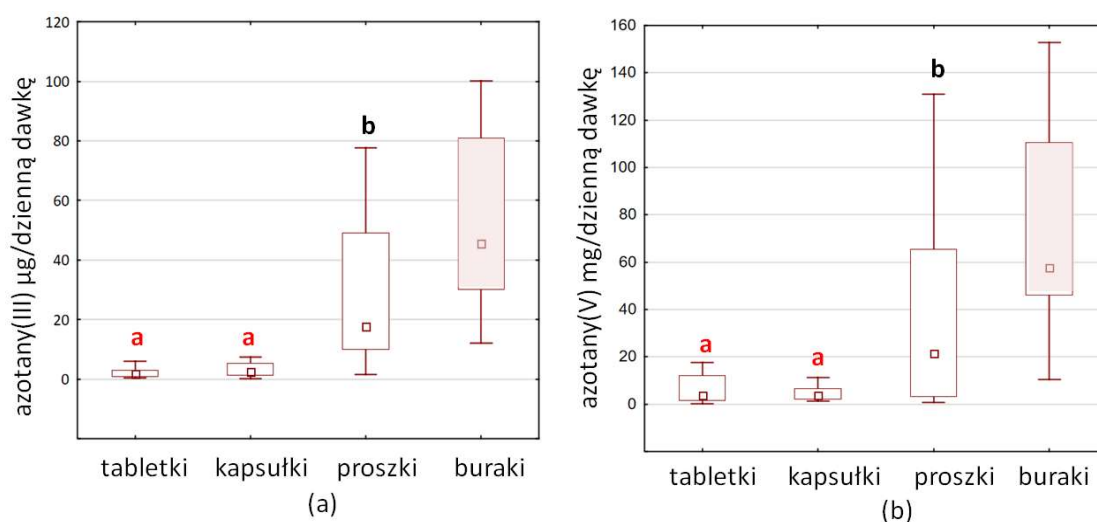 azotany(III) µg/dzienną dawkę
120
100
80
60
40
20
0
a
a
b
tabletki kapsułki proszki buraki
(a)
azotany(V) mg/dzienną dawkę
160
140
120
100
80
60
40
20
0
a
a
b
tabletki kapsułki proszki buraki
(b)